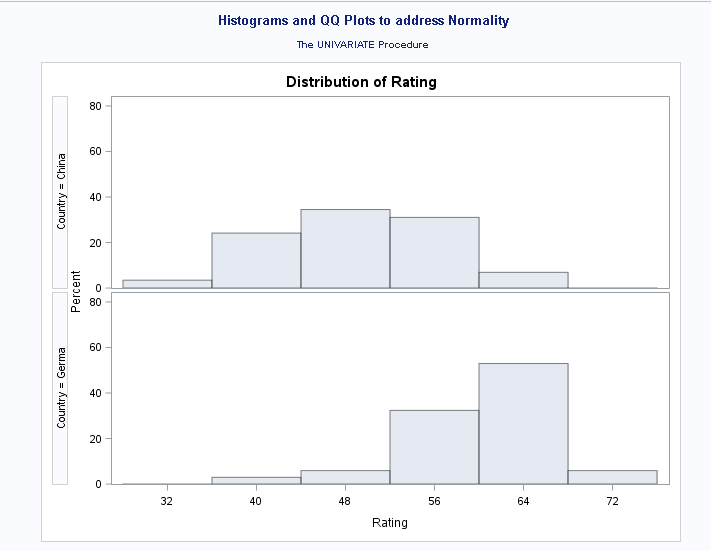 Histograms and QQ Plots to address Normality
The UNIVARIATE Procedure
Distribution of Rating
Country = China
80
60
40
20
0
Percent
Country = Germa
80
60
40
20
0
32 40 48 56 64 72
Rating